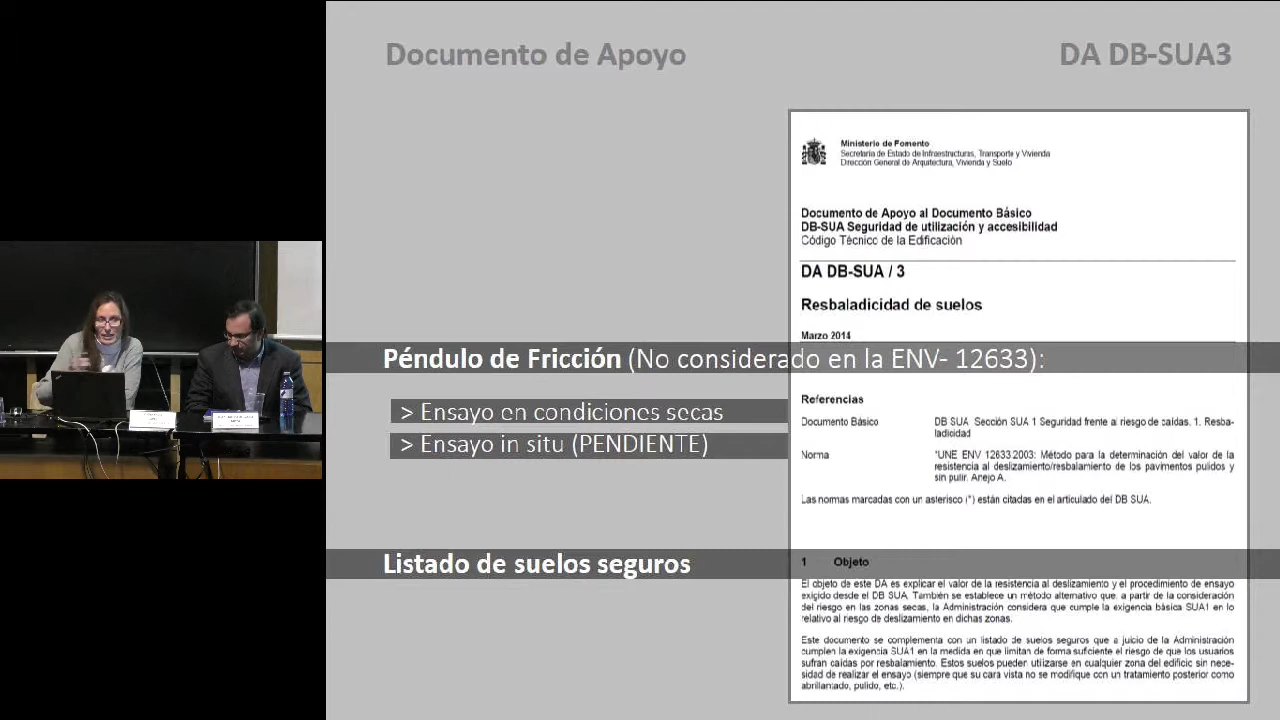 Documento de Apoyo
DA DB-SUA3
Ministerio de Fomento
Secretaría de Estado de Infraestructuras, Transporte y Vivienda
Dirección General de Arquitectura, Vivienda y Suelo
Documento de Apoyo al Documento Básico
DB-SUA Seguridad de utilización y accesibilidad
Código Técnico de la Edificación
DA DB-SUA / 3
Resbaladicidad de suelos
Marzo 2014
Péndulo de Fricción (No considerado en la ENV- 12633):
> Ensayo en condiciones secas
> Ensayo in situ (PENDIENTE)
Referencias
Documento Básico
DB SUA Sección SUA 1 Seguridad frente al riesgo de caídas. 1. Resba-
ladicidad
Norma
*UNE ENV 12633:2003: Método para la determinación del valor de la
resistencia al deslizamiento/resbalamiento de los pavimentos pulidos y
sin pulir. Anejo A.
Las normas marcadas con un asterisco (*) están citadas en el articulado del DB SUA.
Listado de suelos seguros
1 Objeto
El objeto de este DA es explicar el valor de la resistencia al deslizamiento y el procedimiento de ensayo
exigido desde el DB SUA. También se establece un método alternativo que, a partir de la consideración
del riesgo en las zonas secas, la Administración considera que cumple la exigencia básica SUA1 en lo
relativo al riesgo de deslizamiento en dichas zonas.
Este documento se complementa con un listado de suelos seguros que a juicio de la Administración
cumplen la exigencia SUA1 en la medida en que limitan de forma suficiente el riesgo de que los usuarios
sufran caídas por resbalamiento. Estos suelos pueden utilizarse en cualquier zona del edificio sin nece-
sidad de realizar el ensayo (siempre que su cara vista no se modifique con un tratamiento posterior como
abrillantado, pulido, etc.).